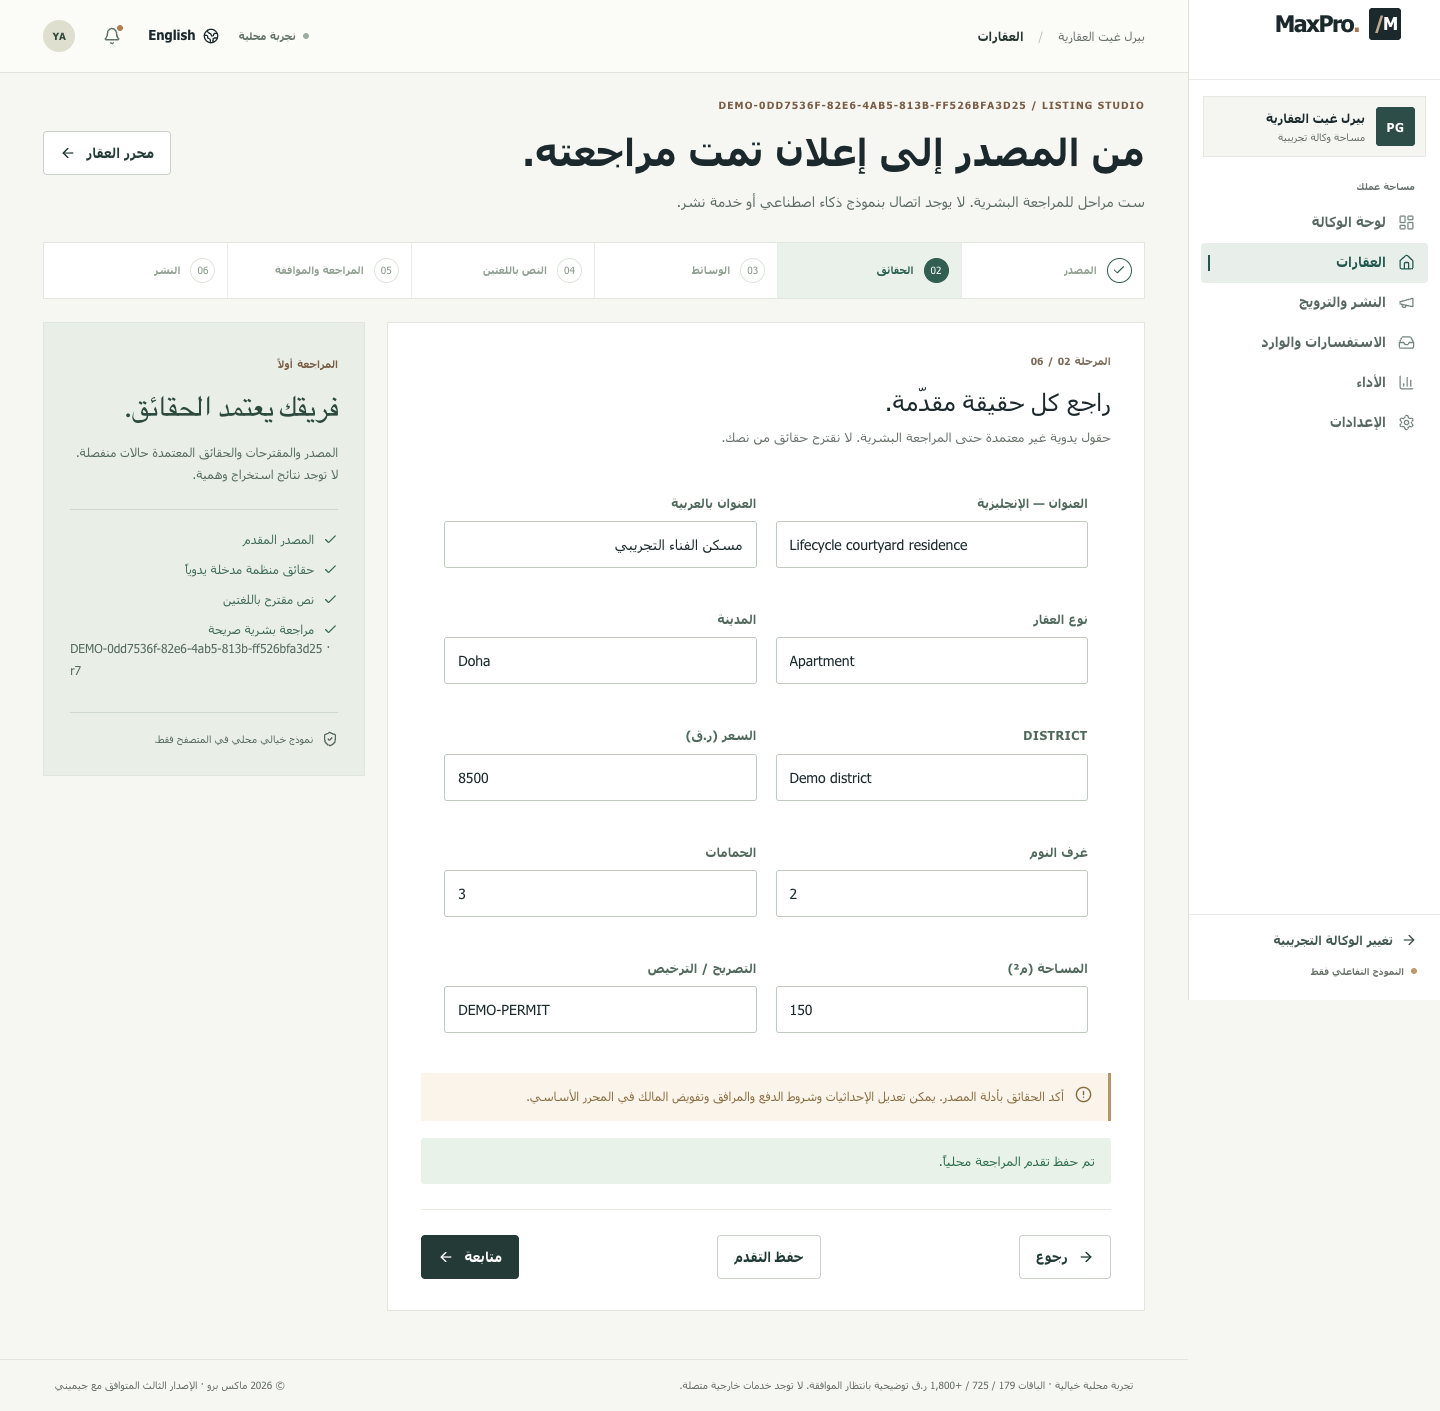 MaxPro.
/M
PG
بيرل غيت العقارية
مساحة وكالة تجريبية
مساحة عملك
لوحة الوكالة
العقارات
النشر والترويج
الاستفسارات والوارد
الأداء
الإعدادات
تغيير الوكالة التجريبية
النموذج التفاعلي فقط
بيرل غيت العقارية / العقارات
تجربة محلية
English
YA
DEMO-0DD7536F-82E6-4AB5-813B-FF526BFA3D25 / LISTING STUDIO
من المصدر إلى إعلان تمت مراجعته.
ست مراحل للمراجعة البشرية. لا يوجد اتصال بنموذج ذكاء اصطناعي أو خدمة نشر.
محرر العقار
المصدر
02 الحقائق
03 الوسائط
04 النص باللغتين
05 المراجعة والموافقة
06 النشر
المرحلة 02 / 06
راجع كل حقيقة مقدّمة.
حقول يدوية غير معتمدة حتى المراجعة البشرية. لا نقترح حقائق من نصك.
العنوان — الإنجليزية
Lifecycle courtyard residence
العنوان بالعربية
مسكن الفناء التجريبي
نوع العقار
Apartment
المدينة
Doha
DISTRICT
Demo district
السعر (ر.ق)
8500
غرف النوم
2
الحمامات
3
المساحة (م²)
150
التصريح / الترخيص
DEMO-PERMIT
أكد الحقائق بأدلة المصدر. يمكن تعديل الإحداثيات وشروط الدفع والمرافق وتفويض المالك في المحرر الأساسي.
تم حفظ تقدم المراجعة محلياً.
رجوع
حفظ التقدم
متابعة
المراجعة أولاً
فريقك يعتمد الحقائق.
المصدر والمقترحات والحقائق المعتمدة حالات منفصلة.
لا توجد نتائج استخراج وهمية.
المصدر المقدم
حقائق منظمة مدخلة يدوياً
نص مقترح باللغتين
مراجعة بشرية صريحة
DEMO-0dd7536f-82e6-4ab5-813b-ff526bfa3d25 ·
r7
نموذج خيالي محلي في المتصفح فقط.
تجربة محلية خيالية · الباقات 179 / 725 / +1,800 ر.ق توضيحية بانتظار الموافقة. لا توجد خدمات خارجية متصلة.
© 2026 ماكس برو · الإصدار الثالث المتوافق مع جيميني